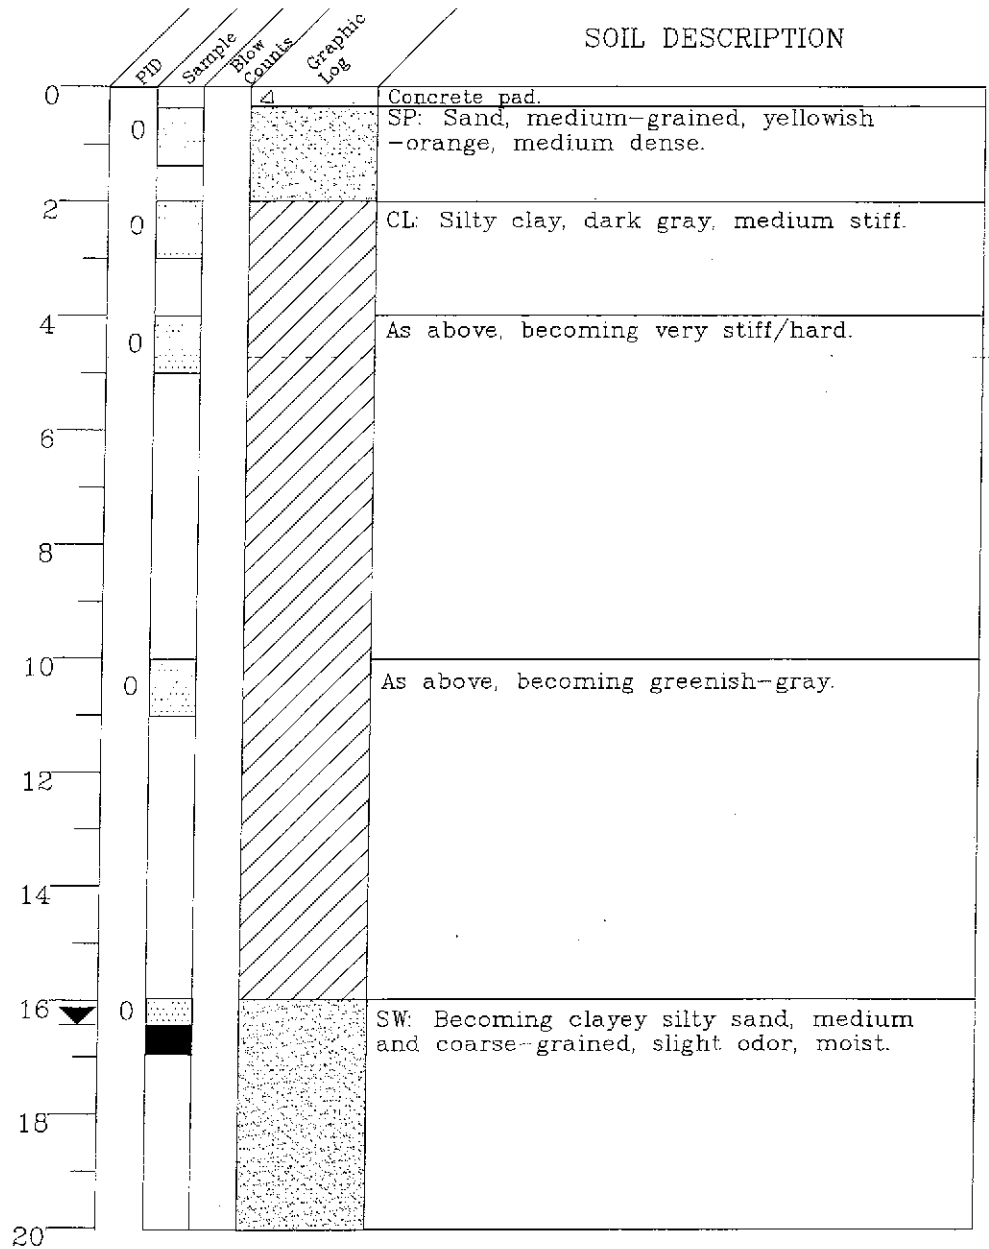 SOIL DESCRIPTION
PID
Sample
Blow
Counts
Graphic
Log
0
Concrete pad.
0
SP: Sand, medium-grained, yellowish
-orange, medium dense.
2
0
CL: Silty clay, dark gray, medium stiff.
4
0
As above, becoming very stiff/hard.
6
8
10
0
As above, becoming greenish-gray.
12
14
16
0
SW: Becoming clayey silty sand, medium
and coarse-grained, slight odor, moist.
18
20